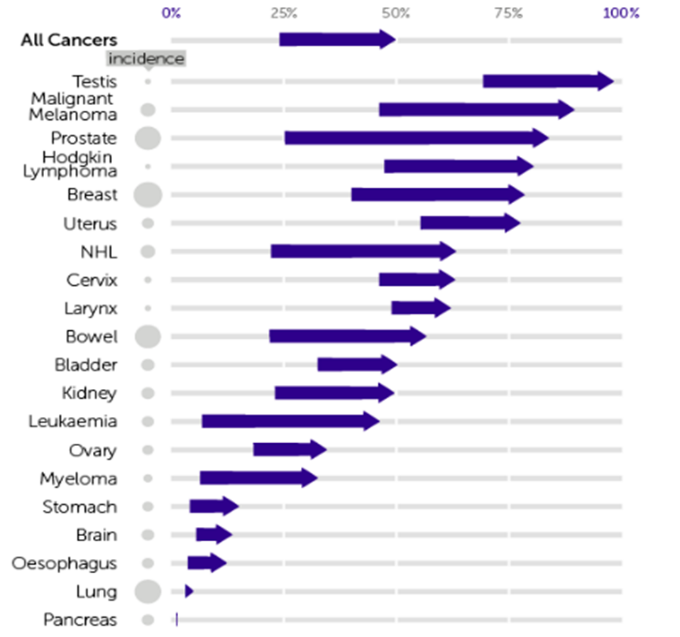 0% 25% 50% 75% 100%
All Cancers
incidence
Testis
Malignant
Melanoma
Prostate
Hodgkin
Lymphoma
Breast
Uterus
NHL
Cervix
Larynx
Bowel
Bladder
Kidney
Leukaemia
Ovary
Myeloma
Stomach
Brain
Oesophagus
Lung
Pancreas